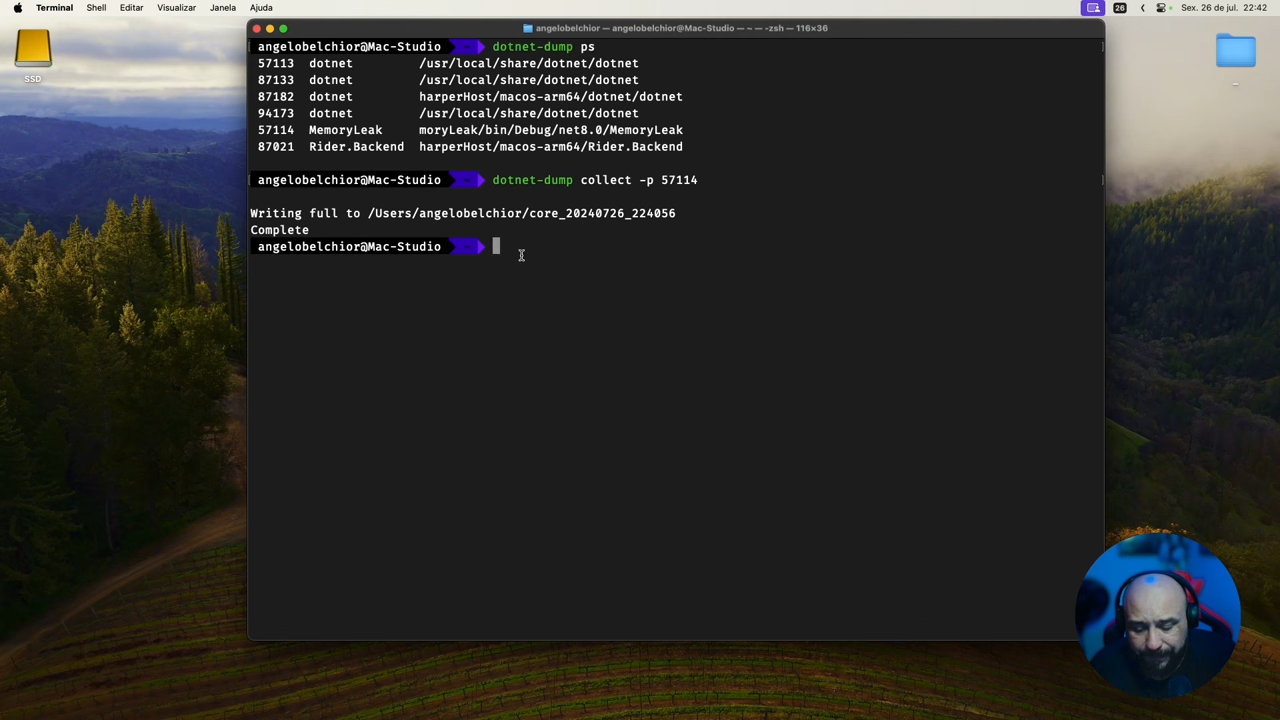 Terminal Shell Editar Visualizar Janela Ajuda 26 Sex. 26 de jul. 22:42
angelobelchior — angelobelchior@Mac-Studio — ~ — -zsh — 116×36
SSD
angelobelchior@Mac-Studio ~ dotnet-dump ps
57113 dotnet /usr/local/share/dotnet/dotnet
87133 dotnet /usr/local/share/dotnet/dotnet
87182 dotnet harperHost/macos-arm64/dotnet/dotnet
94173 dotnet /usr/local/share/dotnet/dotnet
57114 MemoryLeak moryLeak/bin/Debug/net8.0/MemoryLeak
87021 Rider.Backend harperHost/macos-arm64/Rider.Backend
angelobelchior@Mac-Studio ~ dotnet-dump collect -p 57114
Writing full to /Users/angelobelchior/core_20240726_224056
Complete
angelobelchior@Mac-Studio ~